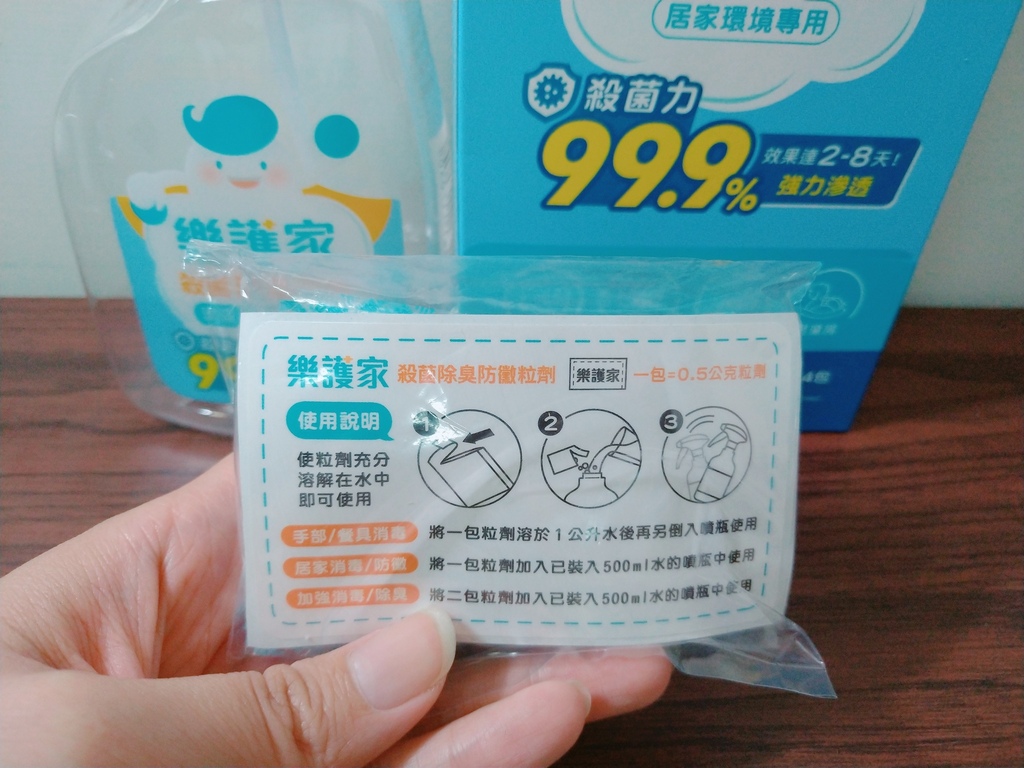 居家環境專用
殺菌力
99.9%
效果達2-8天!
強力滲透
樂護家
樂護家 殺菌除臭防黴粒劑 樂護家 一包=0.5公克粒劑
使用說明
1 2 3
使粒劑充分
溶解在水中
即可使用
手部/餐具消毒 將一包粒劑溶於1公升水後再另倒入噴瓶使用
居家消毒/防黴 將一包粒劑加入已裝入500ml水的噴瓶中使用
加強消毒/除臭 將二包粒劑加入已裝入500ml水的噴瓶中使用